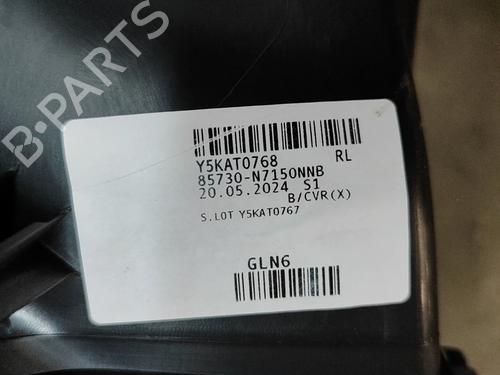 B-PARTS
Y5KAT0768 RL
85730-N7150NNB
20.05.2024 S1
B/CVR(X)
S.LOT Y5KAT0767
GLN6